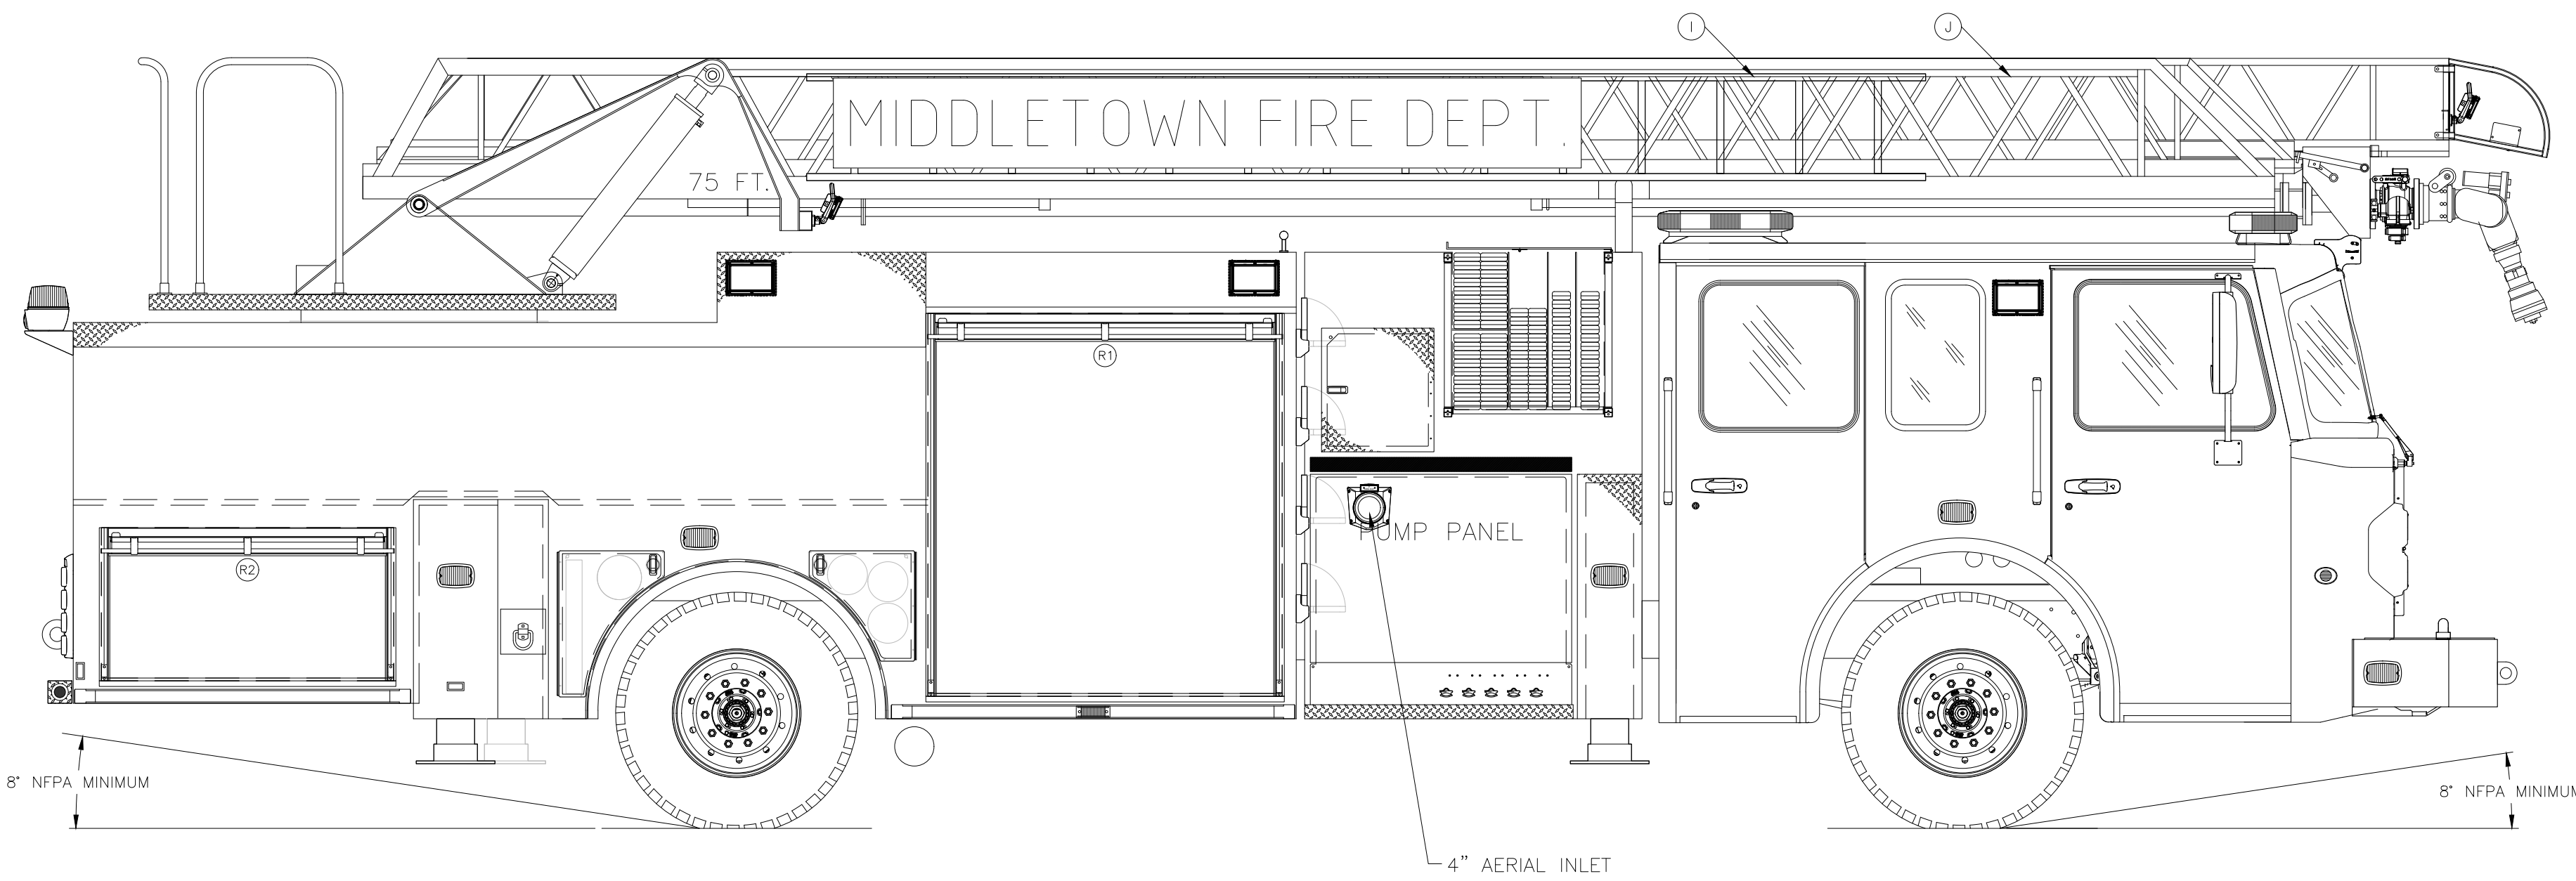 I
J
MIDDLETOWN FIRE DEPT.
75 FT.
R1
PUMP PANEL
R2
8° NFPA MINIMUM
8° NFPA MINIMUM
4” AERIAL INLET